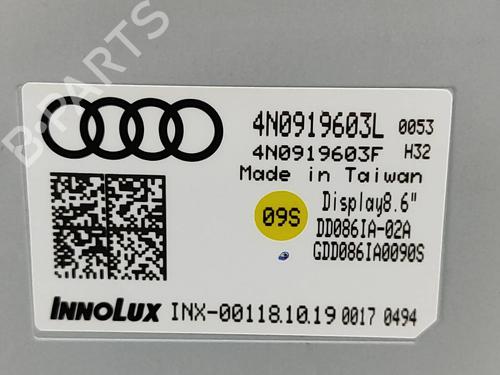 B-PARTS
4N0919603L 0053
4N0919603F H32
Made in Taiwan
09S
Display8.6"
DD086IA-02A
GDD086IA0090S
INNOLUX INX-00118.10.19 0017 0494